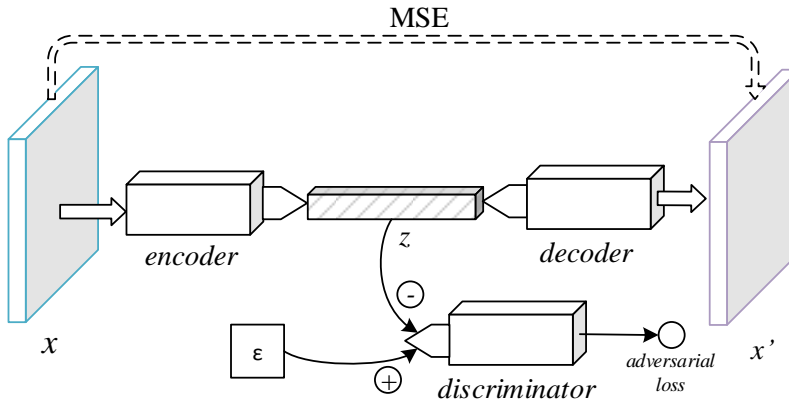 MSE
encoder
z
decoder
-
x
ε
+
discriminator
adversarial
loss
x’